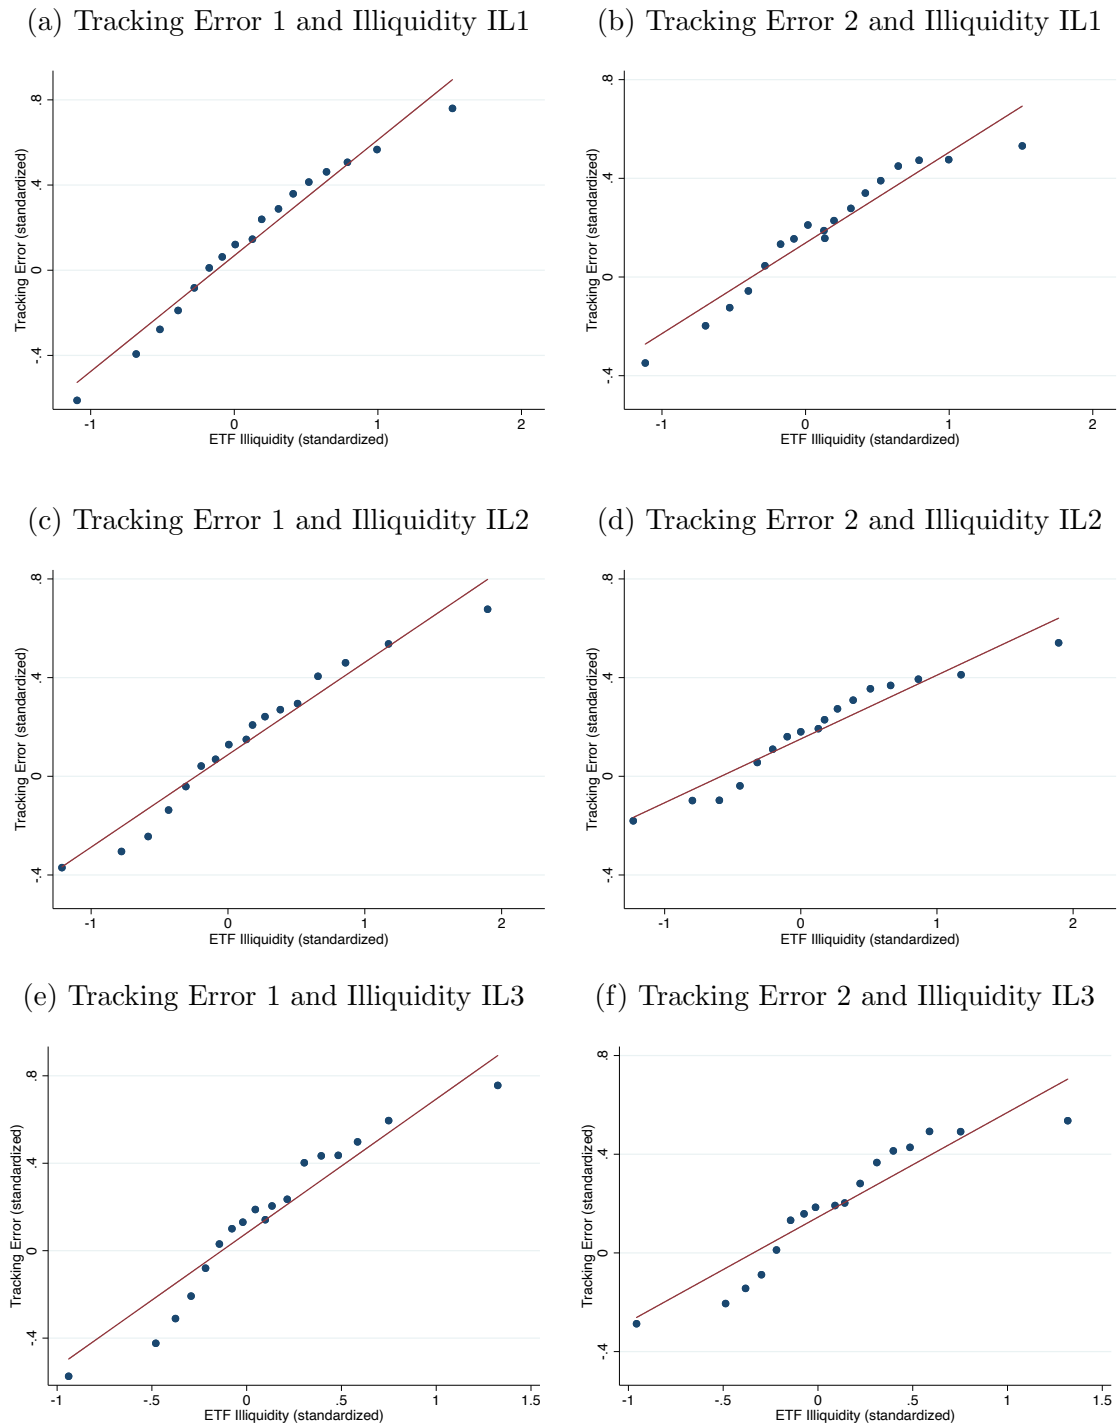 (a) Tracking Error 1 and Illiquidity IL1
Tracking Error (standardized)
.8
.4
0
-.4
-1 0 1 2
ETF Illiquidity (standardized)
(b) Tracking Error 2 and Illiquidity IL1
Tracking Error (standardized)
.8
.4
0
-.4
-1 0 1 2
ETF Illiquidity (standardized)
(c) Tracking Error 1 and Illiquidity IL2
Tracking Error (standardized)
.8
.4
0
-.4
-1 0 1 2
ETF Illiquidity (standardized)
(d) Tracking Error 2 and Illiquidity IL2
Tracking Error (standardized)
.8
.4
0
-.4
-1 0 1 2
ETF Illiquidity (standardized)
(e) Tracking Error 1 and Illiquidity IL3
Tracking Error (standardized)
.8
.4
0
-.4
-1 -.5 0 .5 1 1.5
ETF Illiquidity (standardized)
(f) Tracking Error 2 and Illiquidity IL3
Tracking Error (standardized)
.8
.4
0
-.4
-1 -.5 0 .5 1 1.5
ETF Illiquidity (standardized)